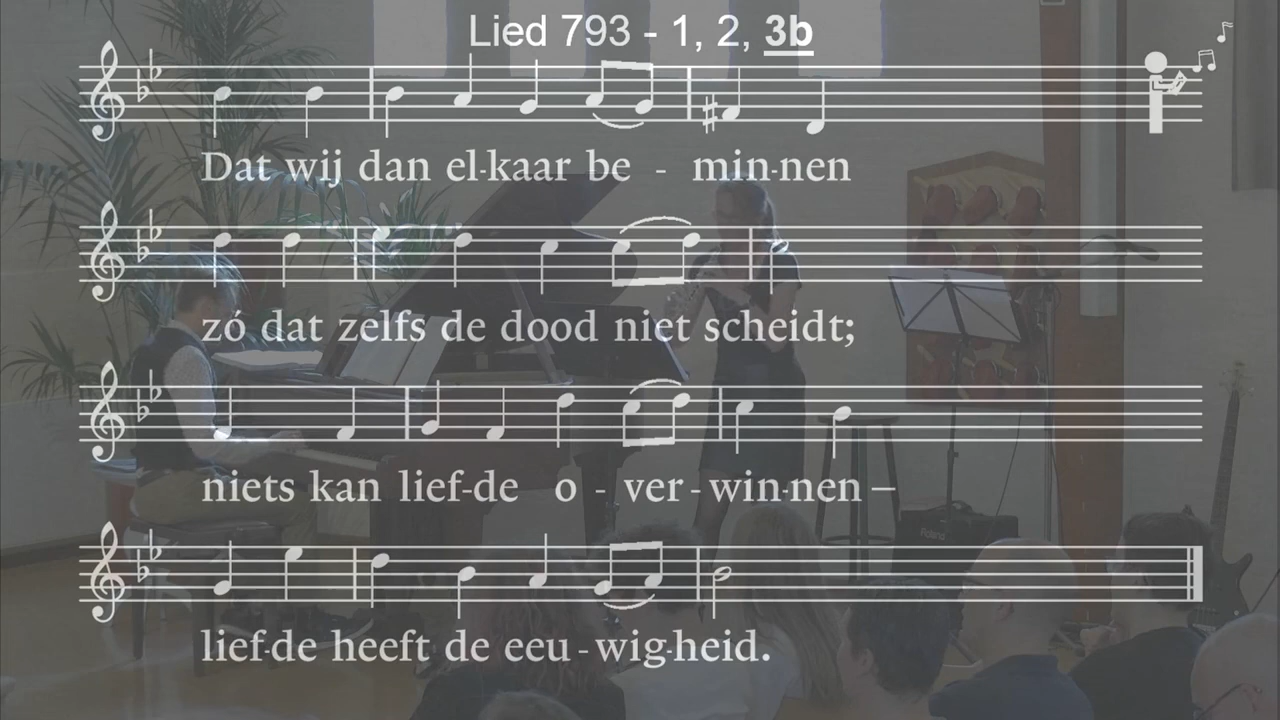 Lied 793 - 1, 2, 3b
Dat wij dan el-kaar be - min-nen
zó dat zelfs de dood niet scheidt;
niets kan lief-de o - ver - win-nen –
lief-de heeft de eeu - wig-heid.
Roland